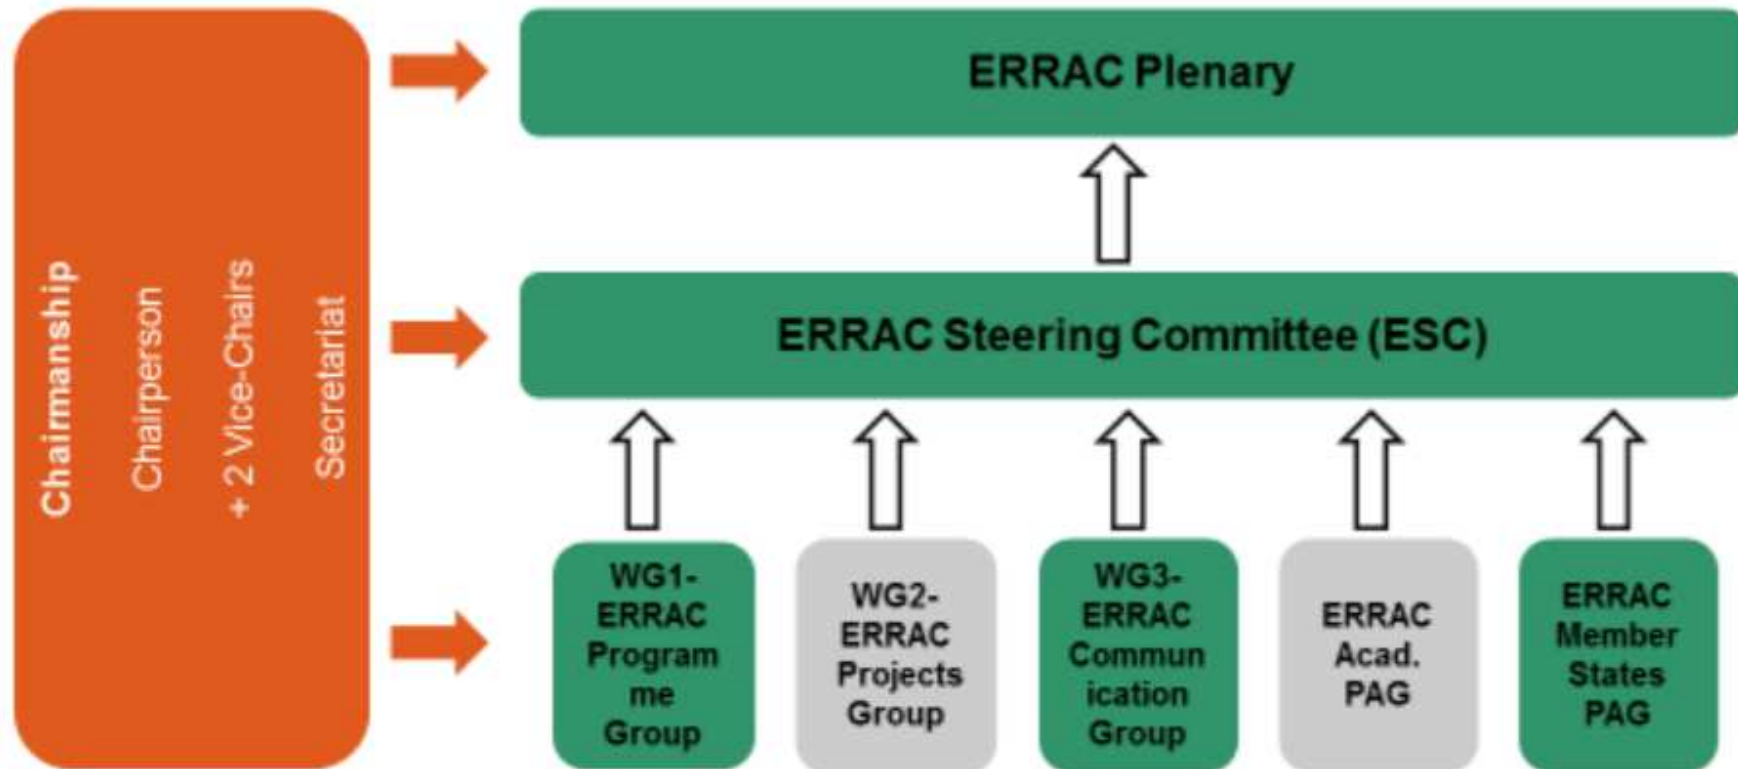 Chairmanship
Chairperson
+ 2 Vice-Chairs
Secretariat
ERRAC Plenary
ERRAC Steering Committee (ESC)
WG1-
ERRAC
Program
me
Group
WG2-
ERRAC
Projects
Group
WG3-
ERRAC
Commun
ication
Group
ERRAC
Acad.
PAG
ERRAC
Member
States
PAG